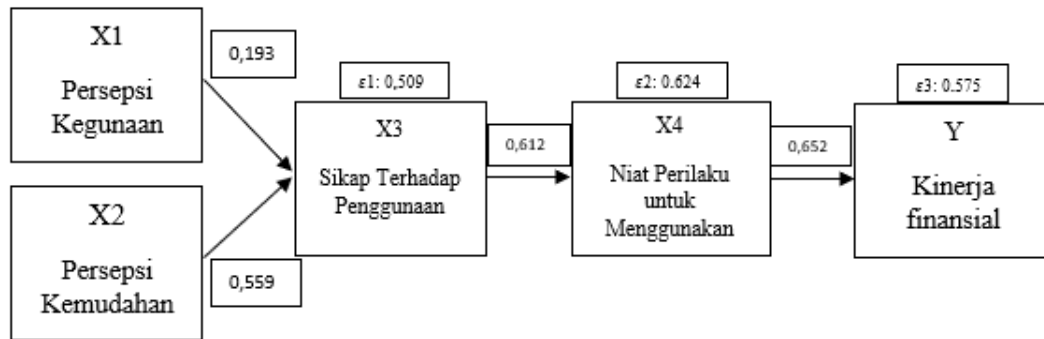 X1
Persepsi
Kegunaan
0,193
X2
Persepsi
Kemudahan
0,559
ε1: 0,509
X3
Sikap Terhadap
Penggunaan
0,612
ε2: 0.624
X4
Niat Perilaku
untuk
Menggunakan
0,652
ε3: 0.575
Y
Kinerja
finansial